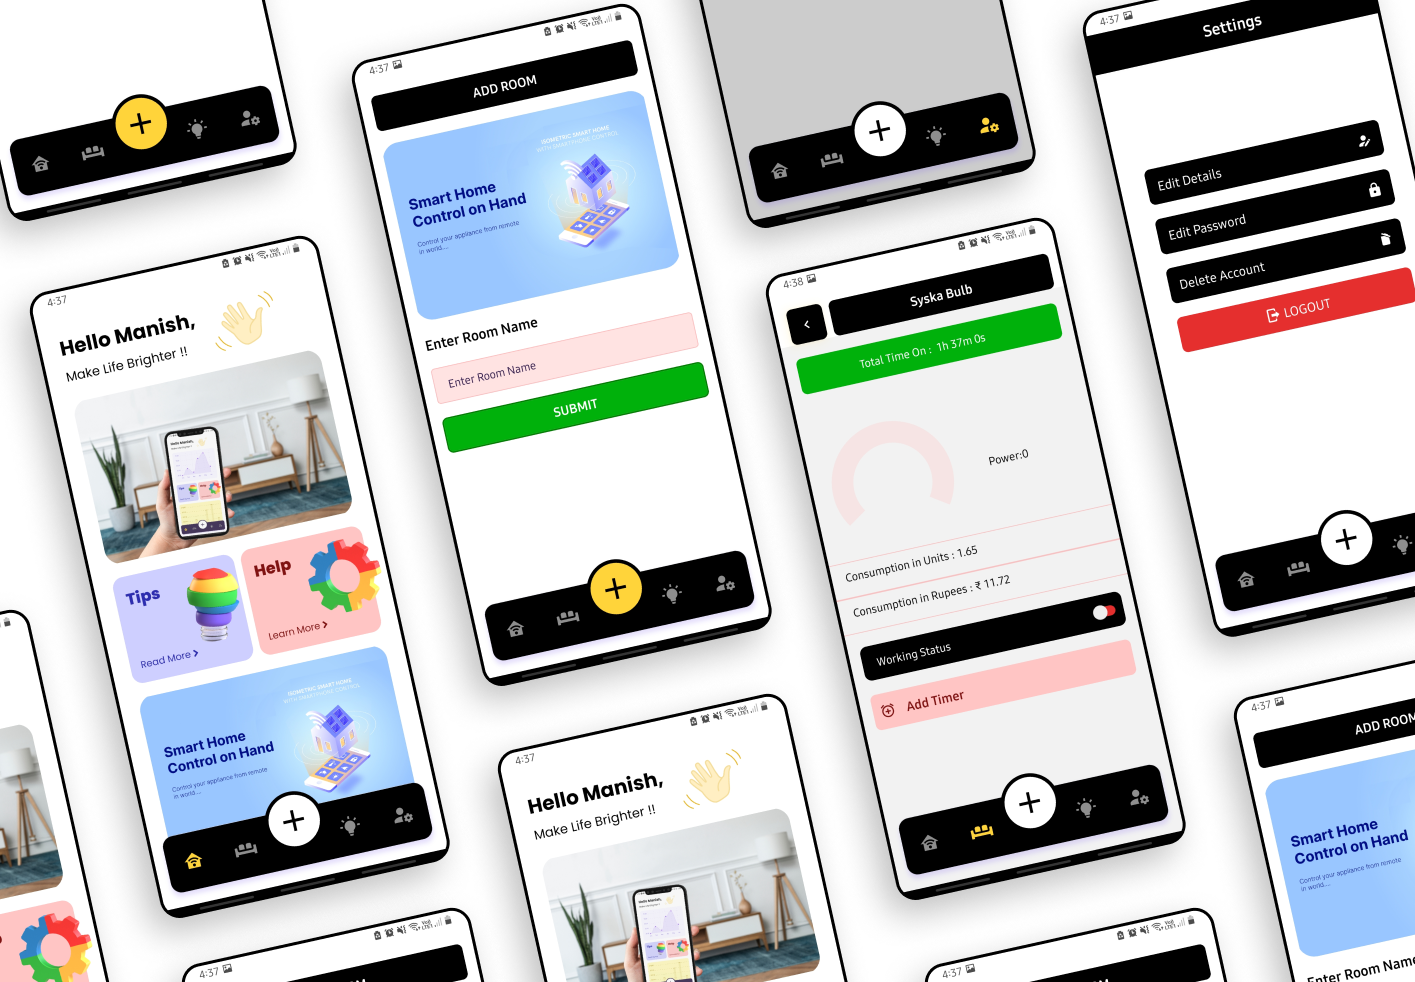 4:37
ADD ROOM
ISOMETRIC SMART HOME
WITH SMARTPHONE CONTROL
Smart Home
Control on Hand
Control your appliance from remote
in world....
Enter Room Name
Enter Room Name
SUBMIT
4:37
Settings
Edit Details
Edit Password
Delete Account
LOGOUT
4:37
Hello Manish,
Make Life Brighter !!
Tips
Read More
Help
Learn More
ISOMETRIC SMART HOME
WITH SMARTPHONE CONTROL
Smart Home
Control on Hand
Control your appliance from remote
in world....
4:38
Syska Bulb
Total Time On : 1h 37m 0s
Power:0
Consumption in Units : 1.65
Consumption in Rupees : ₹ 11.72
Working Status
Add Timer
4:37
Hello Manish,
Make Life Brighter !!
4:37
ADD ROOM
Smart Home
Control on Hand
Control your appliance from remote
in world....
Enter Room Name
4:37
4:37